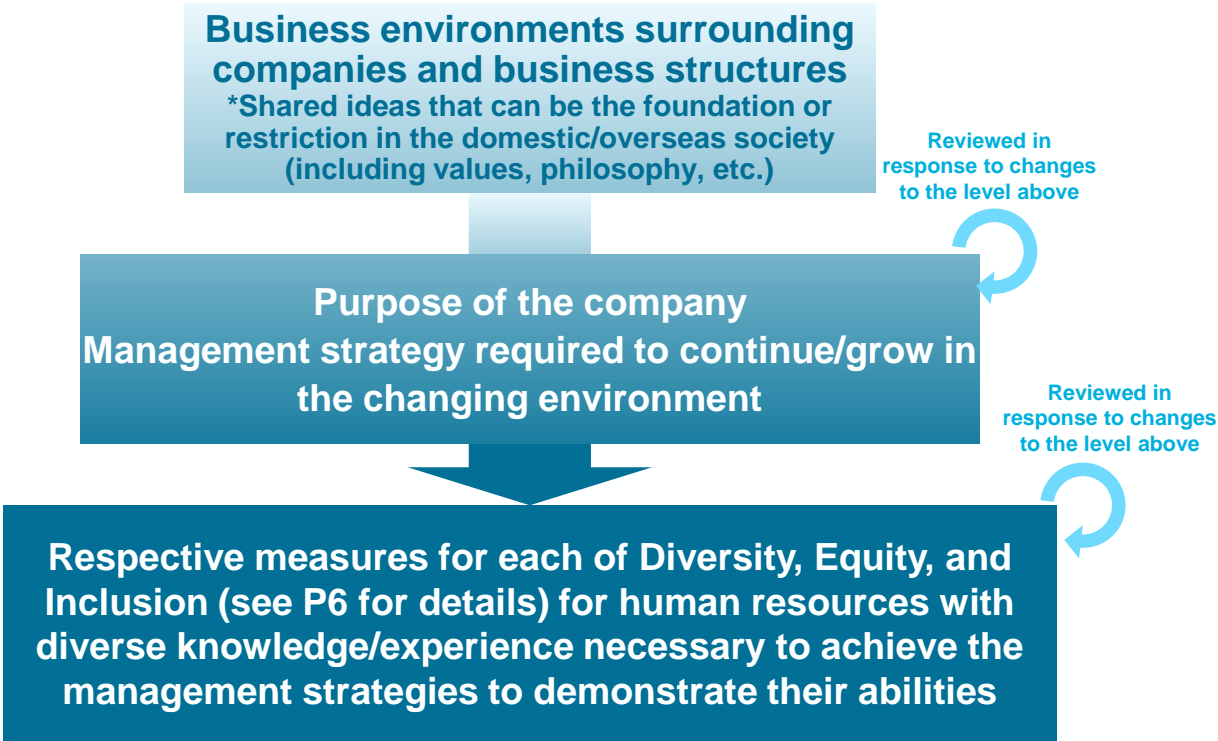 Business environments surrounding
companies and business structures
*Shared ideas that can be the foundation or
restriction in the domestic/overseas society
(including values, philosophy, etc.)
Reviewed in
response to changes
to the level above
Purpose of the company
Management strategy required to continue/grow in
the changing environment
Reviewed in
response to changes
to the level above
Respective measures for each of Diversity, Equity, and
Inclusion (see P6 for details) for human resources with
diverse knowledge/experience necessary to achieve the
management strategies to demonstrate their abilities